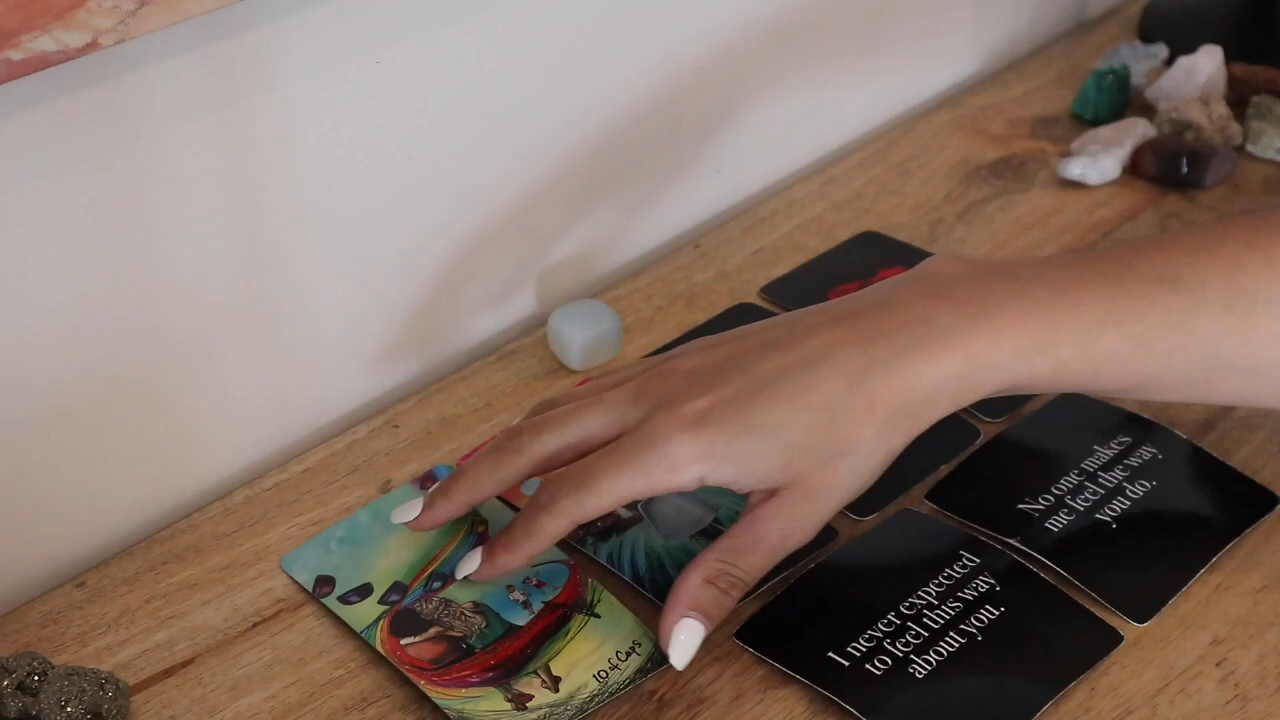 No one makes
me feel the way
you do.
I never expected
to feel this way
about you.
10 of Cups